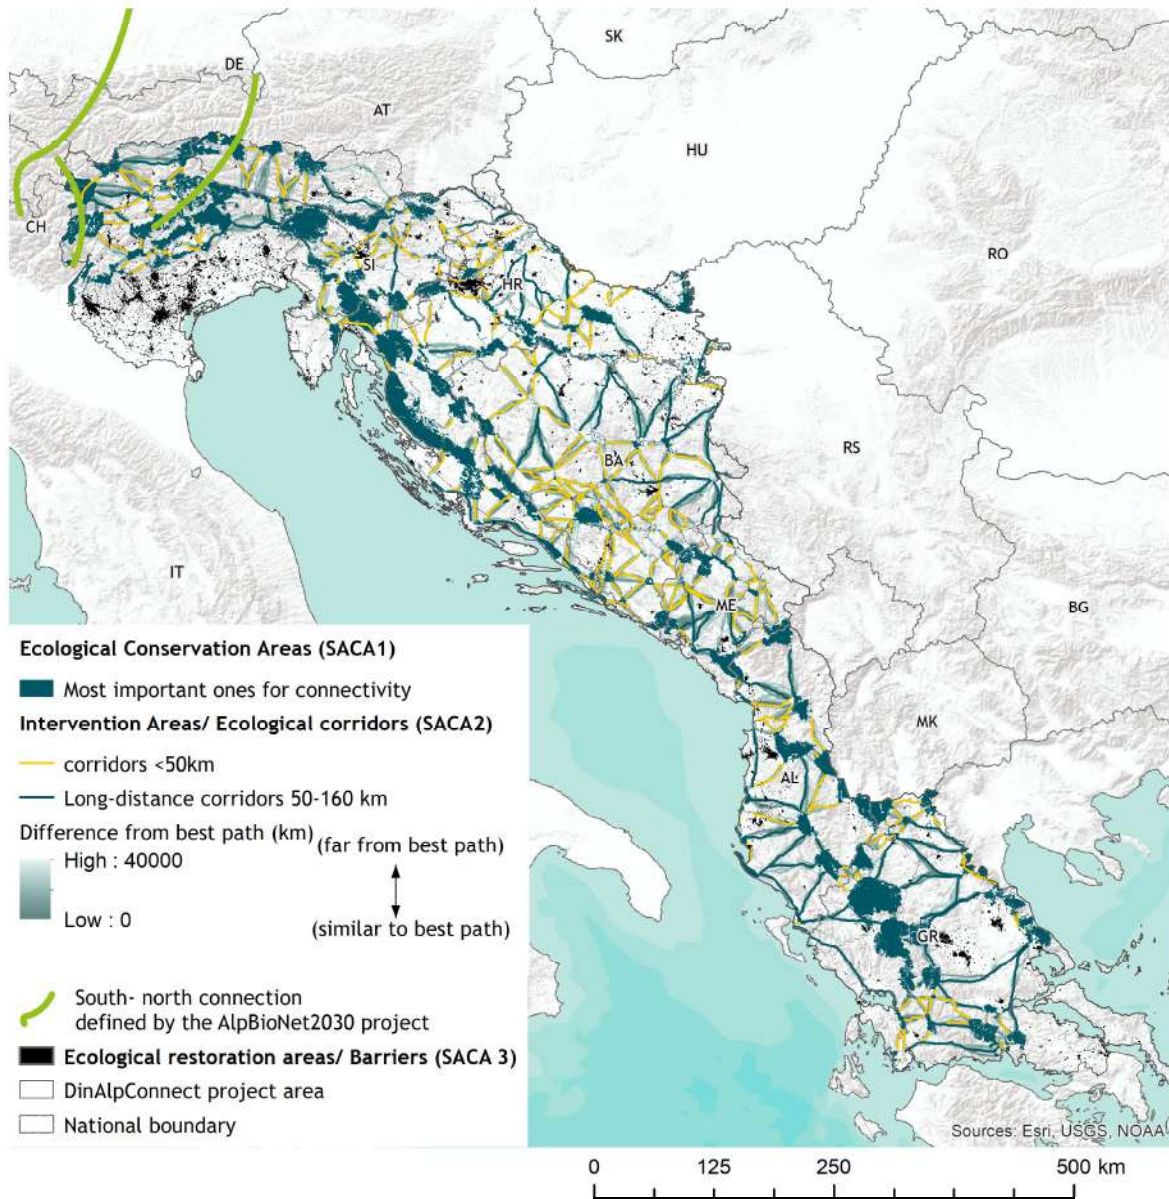 SK
DE
AT
HU
CH
RO
SI
HR
BA
RS
IT
ME
BG
MK
AL
GR
Ecological Conservation Areas (SACA1)
Most important ones for connectivity
Intervention Areas/ Ecological corridors (SACA2)
corridors <50km
Long-distance corridors 50-160 km
Difference from best path (km)
High : 40000
(far from best path)
Low : 0
(similar to best path)
South- north connection
defined by the AlpBioNet2030 project
Ecological restoration areas/ Barriers (SACA 3)
DinAlpConnect project area
National boundary
Sources: Esri, USGS, NOAA
0 125 250 500 km